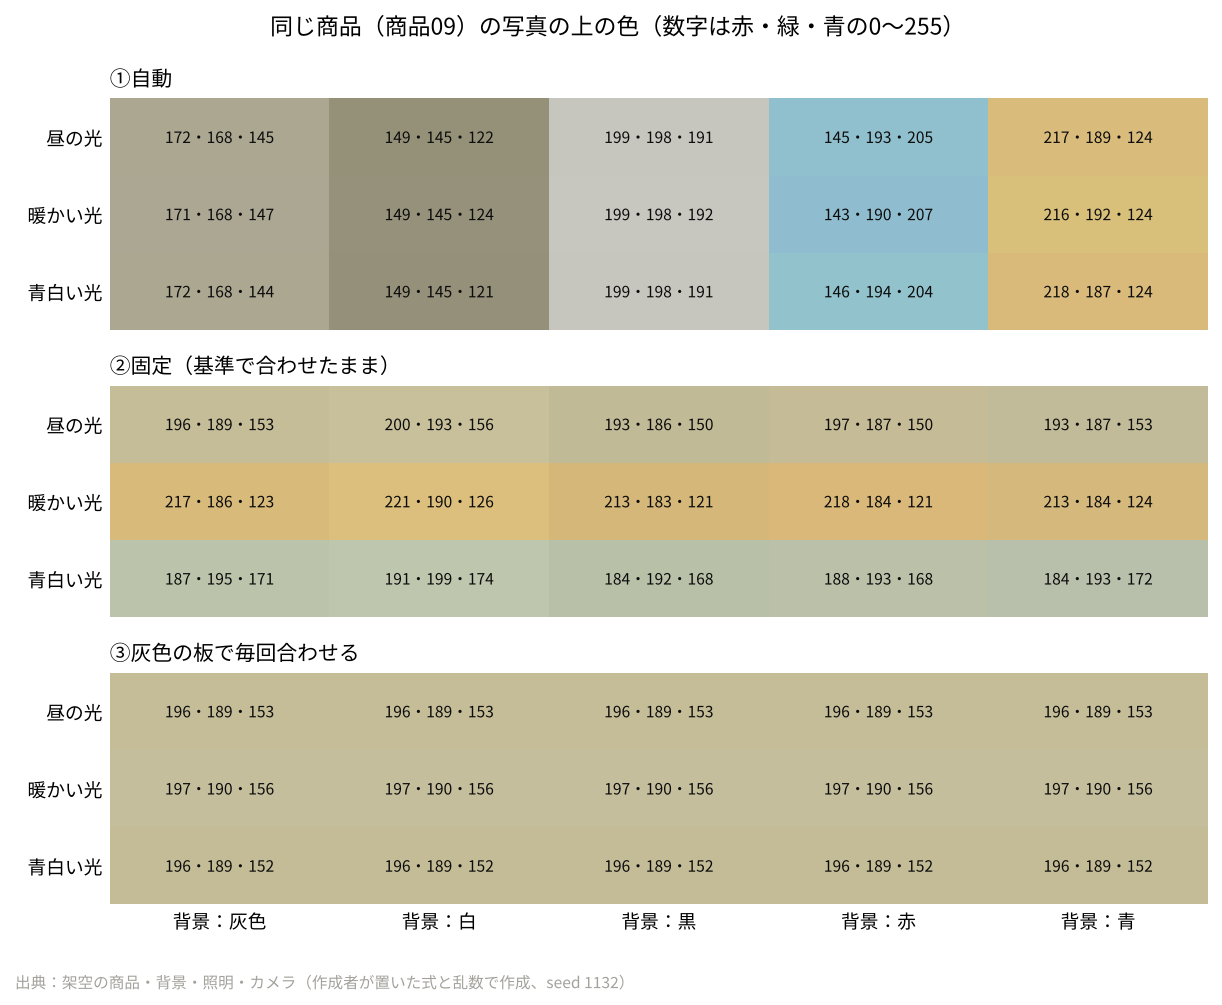 同じ商品（商品09）の写真の上の色（数字は赤・緑・青の0～255）
①自動
昼の光 172・168・145 149・145・122 199・198・191 145・193・205 217・189・124
暖かい光 171・168・147 149・145・124 199・198・192 143・190・207 216・192・124
青白い光 172・168・144 149・145・121 199・198・191 146・194・204 218・187・124
②固定（基準で合わせたまま）
昼の光 196・189・153 200・193・156 193・186・150 197・187・150 193・187・153
暖かい光 217・186・123 221・190・126 213・183・121 218・184・121 213・184・124
青白い光 187・195・171 191・199・174 184・192・168 188・193・168 184・193・172
③灰色の板で毎回合わせる
昼の光 196・189・153 196・189・153 196・189・153 196・189・153 196・189・153
暖かい光 197・190・156 197・190・156 197・190・156 197・190・156 197・190・156
青白い光 196・189・152 196・189・152 196・189・152 196・189・152 196・189・152
背景：灰色 背景：白 背景：黒 背景：赤 背景：青
出典：架空の商品・背景・照明・カメラ（作成者が置いた式と乱数で作成、seed 1132）